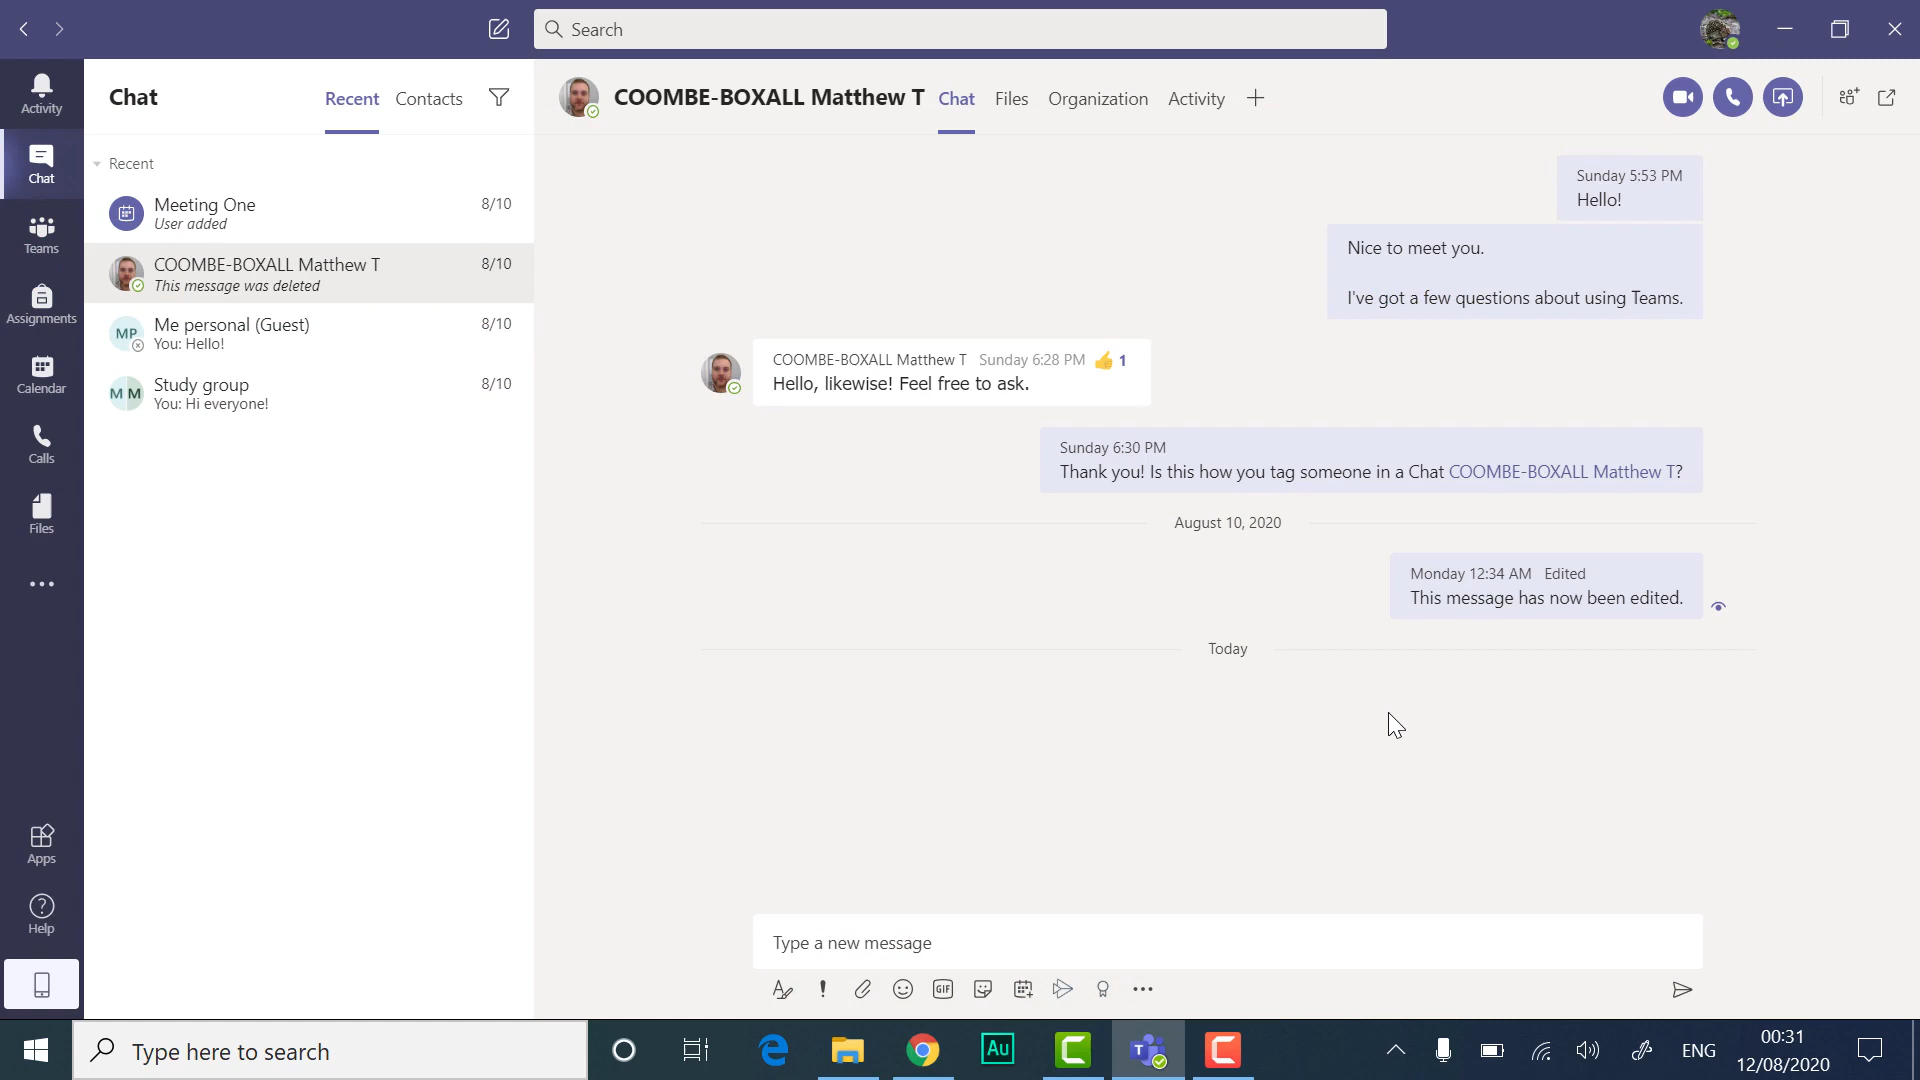 Search
Activity
Chat
Teams
Assignments
Calendar
Calls
Files
Apps
Help
Chat
Recent
Contacts
Recent
Meeting One
8/10
User added
COOMBE-BOXALL Matthew T
8/10
This message was deleted
MP
Me personal (Guest)
8/10
You: Hello!
M M
Study group
8/10
You: Hi everyone!
COOMBE-BOXALL Matthew T
Chat
Files
Organization
Activity
Sunday 5:53 PM
Hello!
Nice to meet you.
I've got a few questions about using Teams.
COOMBE-BOXALL Matthew T Sunday 6:28 PM 1
Hello, likewise! Feel free to ask.
Sunday 6:30 PM
Thank you! Is this how you tag someone in a Chat COOMBE-BOXALL Matthew T?
August 10, 2020
Monday 12:34 AM Edited
This message has now been edited.
Today
Type a new message
GIF
Type here to search
Au
T
ENG
00:31
12/08/2020